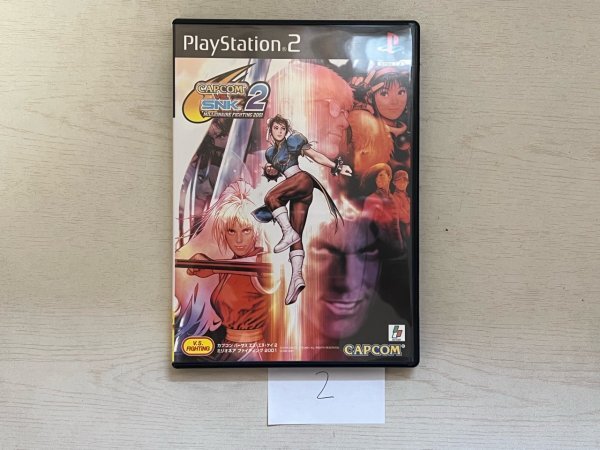 PlayStation 2
CAPCOM
VS.
SNK 2
MILLIONAIRE FIGHTING 2001
V.S.
FIGHTING
カプコン バーサス エス・エヌ・ケイ 2
ミリオネア ファイティング 2001
CAPCOM
2